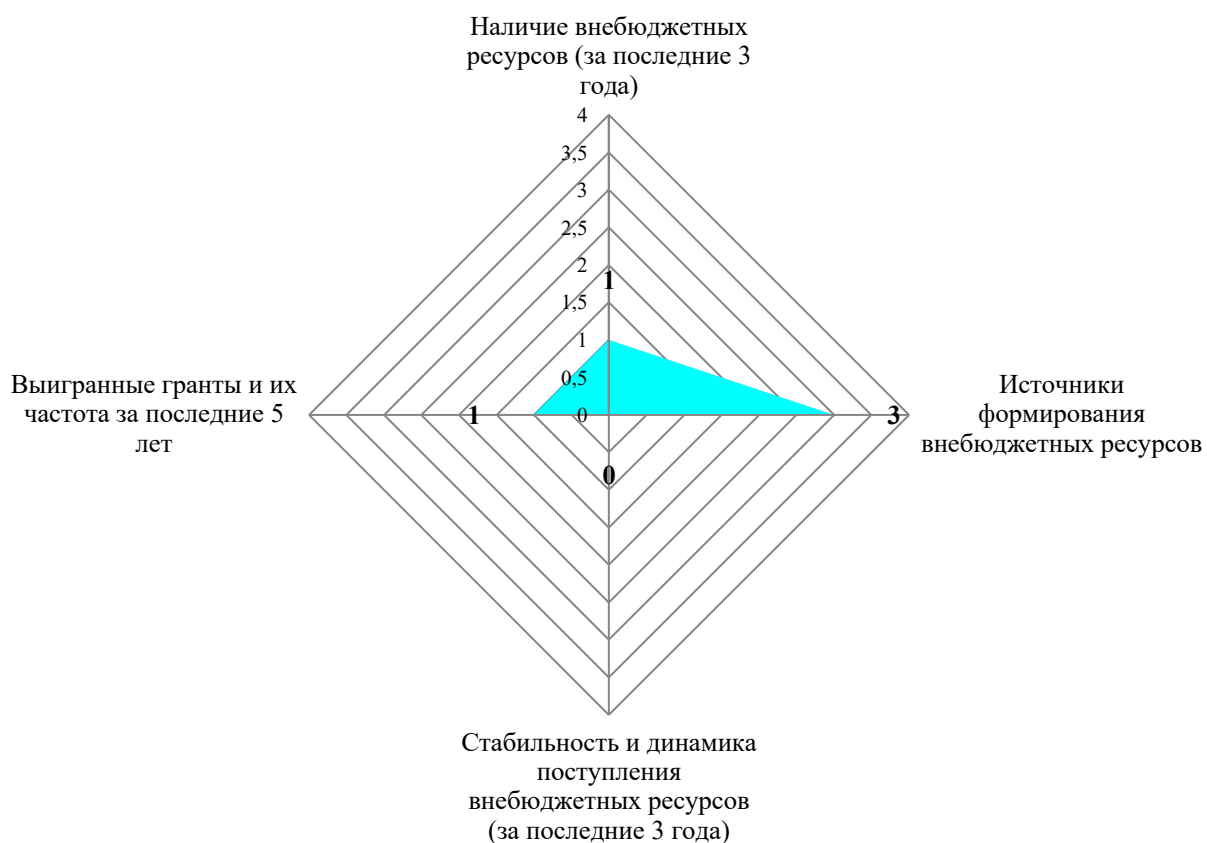 Наличие внебюджетных
ресурсов (за последние 3
года)
4
3,5
3
2,5
2
1
1,5
1
0,5
0
Выигранные гранты и их
частота за последние 5
лет
1
3
Источники
формирования
внебюджетных ресурсов
0
Стабильность и динамика
поступления
внебюджетных ресурсов
(за последние 3 года)